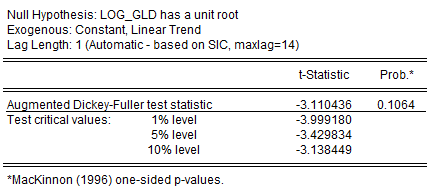 Null Hypothesis: LOG_GLD has a unit root
Exogenous: Constant, Linear Trend
Lag Length: 1 (Automatic - based on SIC, maxlag=14)
t-Statistic Prob.*
Augmented Dickey-Fuller test statistic -3.110436 0.1064
Test critical values: 1% level -3.999180
5% level -3.429834
10% level -3.138449
*MacKinnon (1996) one-sided p-values.